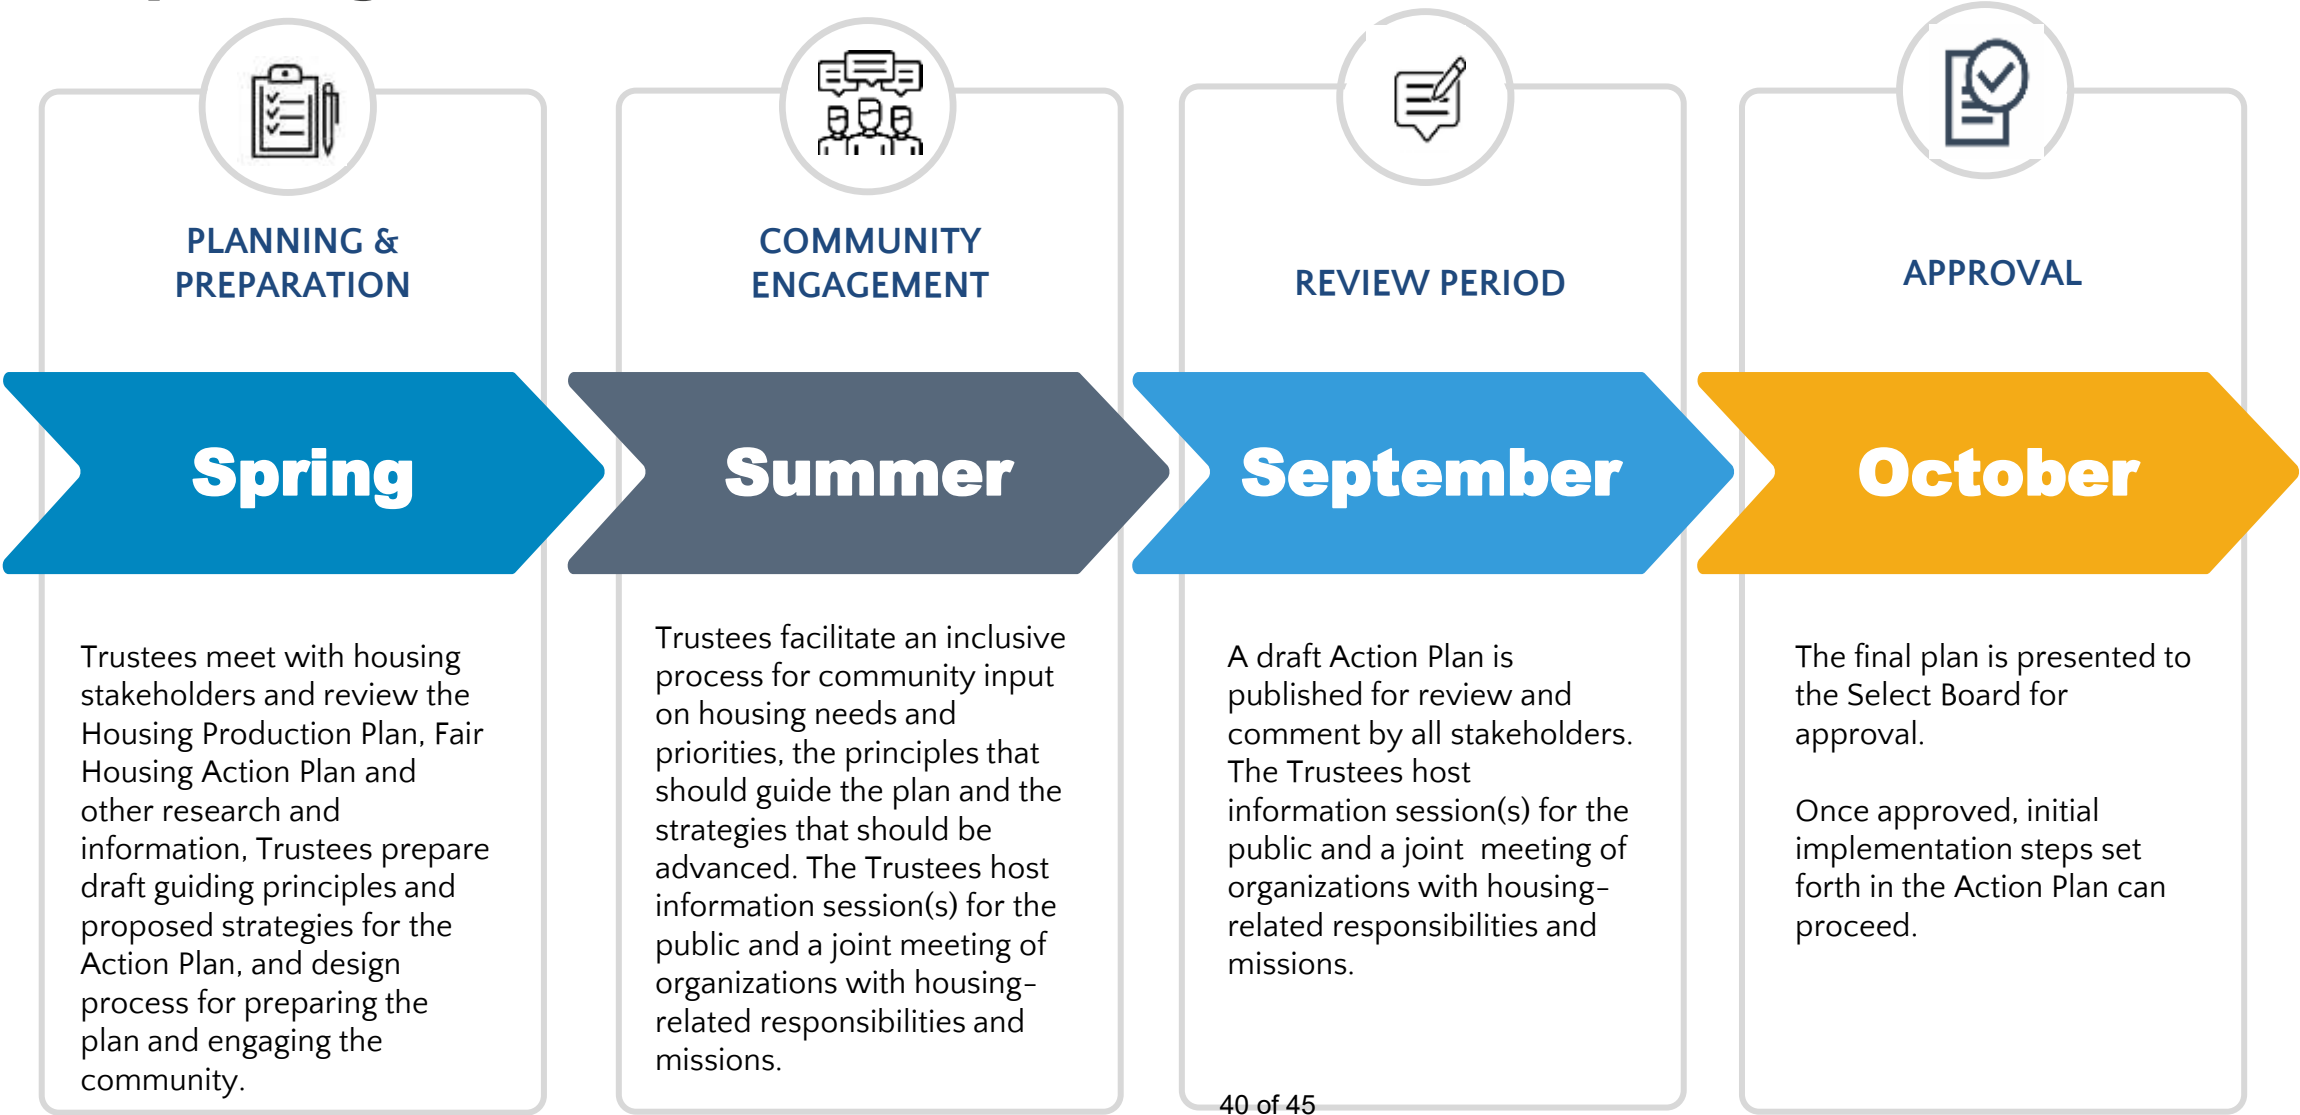 PLANNING &
PREPARATION
Spring
Trustees meet with housing
stakeholders and review the
Housing Production Plan, Fair
Housing Action Plan and
other research and
information, Trustees prepare
draft guiding principles and
proposed strategies for the
Action Plan, and design
process for preparing the
plan and engaging the
community.
COMMUNITY
ENGAGEMENT
Summer
Trustees facilitate an inclusive
process for community input
on housing needs and
priorities, the principles that
should guide the plan and the
strategies that should be
advanced. The Trustees host
information session(s) for the
public and a joint meeting of
organizations with housing-
related responsibilities and
missions.
REVIEW PERIOD
September
A draft Action Plan is
published for review and
comment by all stakeholders.
The Trustees host
information session(s) for the
public and a joint  meeting of
organizations with housing-
related responsibilities and
missions.
APPROVAL
October
The final plan is presented to
the Select Board for
approval.
Once approved, initial
implementation steps set
forth in the Action Plan can
proceed.
40 of 45